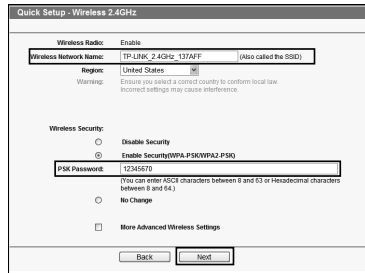 Quick Setup - Wireless 2.4GHz
Wireless Radio: Enable
Wireless Network Name: TP-LINK_2.4GHz_137AFF (Also called the SSID)
Region: United States
Warning: Ensure you select a correct country to conform local law.
Incorrect settings may cause interference.
Wireless Security:
Disable Security
Enable Security(WPA-PSK/WPA2-PSK)
PSK Password: 12345670
(You can enter ASCII characters between 8 and 63 or Hexadecimal characters
between 8 and 64.)
No Change
More Advanced Wireless Settings
Back Next